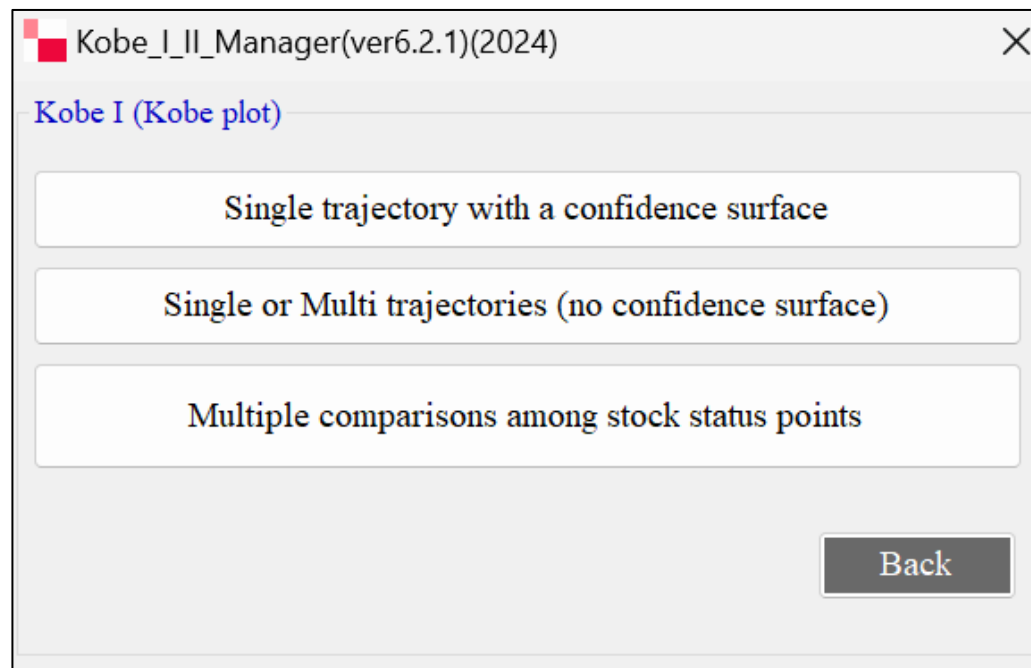 Kobe_I_II_Manager(ver6.2.1)(2024)
Kobe I (Kobe plot)
Single trajectory with a confidence surface
Single or Multi trajectories (no confidence surface)
Multiple comparisons among stock status points
Back